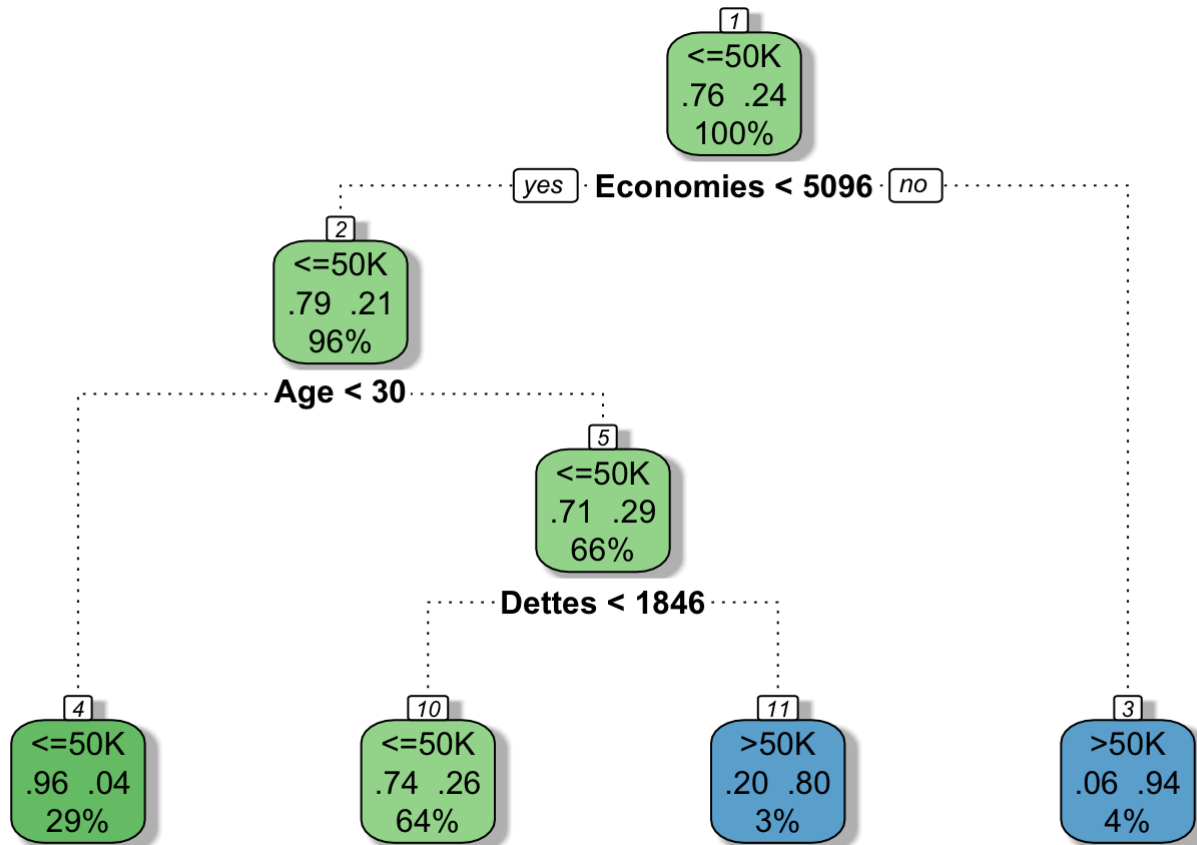 1
<=50K
.76 .24
100%
yes Economies < 5096 no
2
<=50K
.79 .21
96%
Age < 30
5
<=50K
.71 .29
66%
Dettes < 1846
4
<=50K
.96 .04
29%
10
<=50K
.74 .26
64%
11
>50K
.20 .80
3%
3
>50K
.06 .94
4%